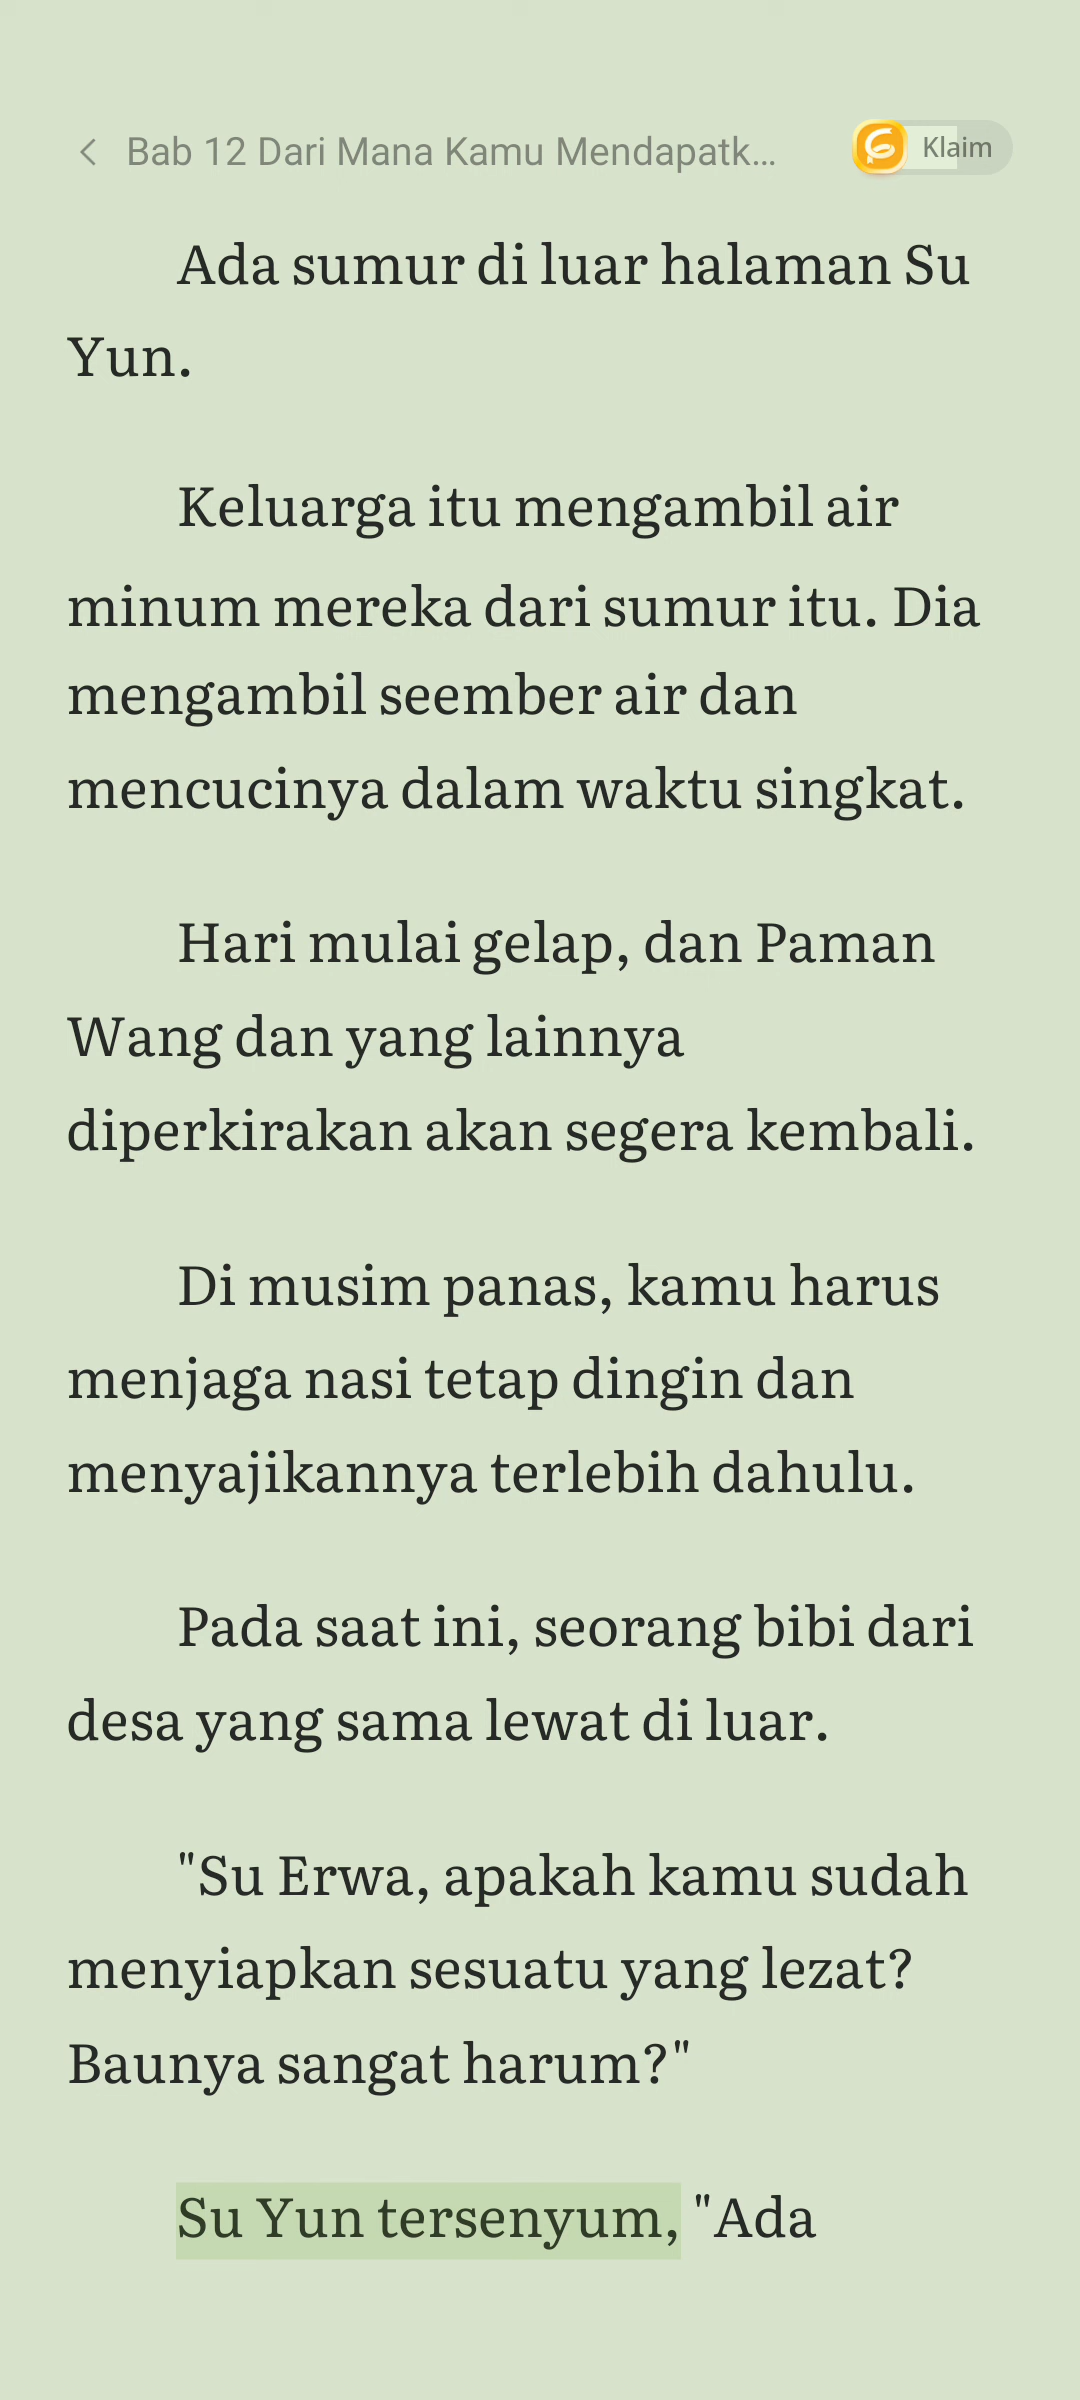 Bab 12 Dari Mana Kamu Mendapatk...
Klaim
Ada sumur di luar halaman Su
Yun.
Keluarga itu mengambil air
minum mereka dari sumur itu. Dia
mengambil seember air dan
mencucinya dalam waktu singkat.
Hari mulai gelap, dan Paman
Wang dan yang lainnya
diperkirakan akan segera kembali.
Di musim panas, kamu harus
menjaga nasi tetap dingin dan
menyajikannya terlebih dahulu.
Pada saat ini, seorang bibi dari
desa yang sama lewat di luar.
"Su Erwa, apakah kamu sudah
menyiapkan sesuatu yang lezat?
Baunya sangat harum?"
Su Yun tersenyum, "Ada